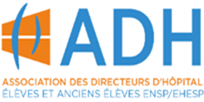 ADH
ASSOCIATION DES DIRECTEURS D'HÔPITAL
ÉLÈVES ET ANCIENS ÉLÈVES ENSP/EHESP